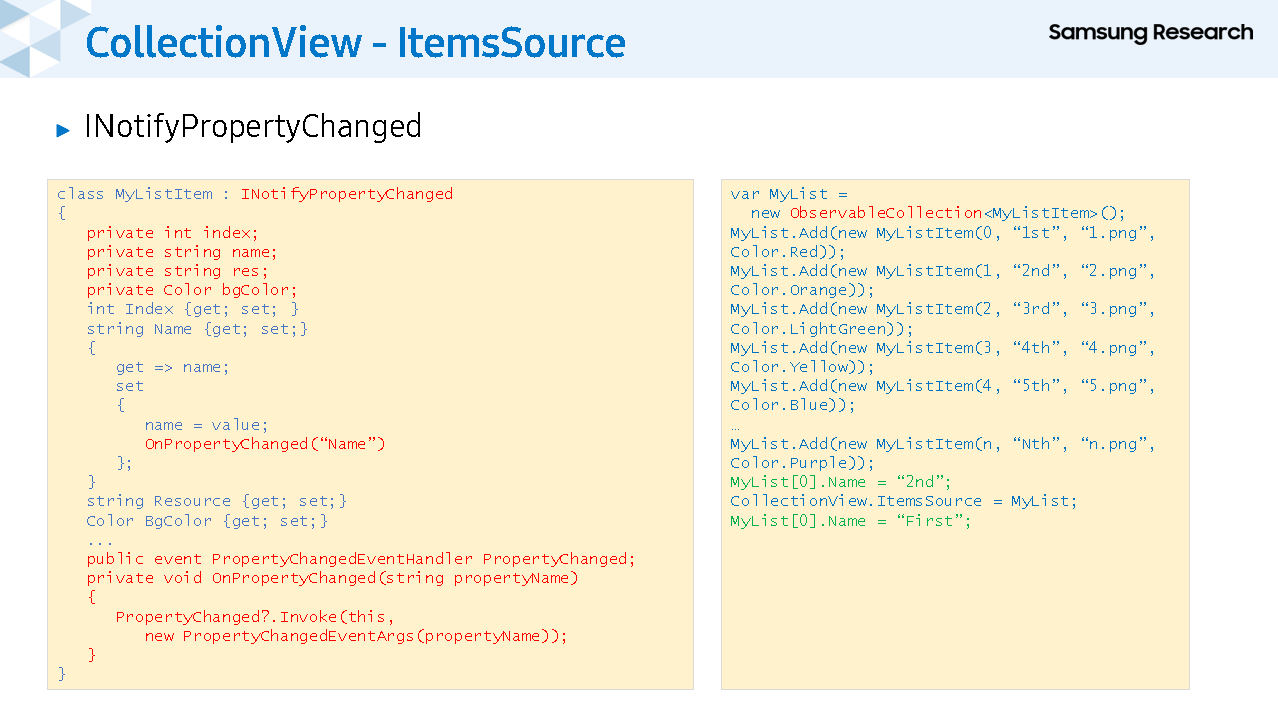 CollectionView - ItemsSource
Samsung Research
► INotifyPropertyChanged
class MyListItem : INotifyPropertyChanged
{
private int index;
private string name;
private string res;
private Color bgColor;
int Index {get; set; }
string Name {get; set;}
{
get => name;
set
{
name = value;
OnPropertyChanged(“Name”)
};
}
string Resource {get; set;}
Color BgColor {get; set;}
...
public event PropertyChangedEventHandler PropertyChanged;
private void OnPropertyChanged(string propertyName)
{
PropertyChanged?.Invoke(this,
new PropertyChangedEventArgs(propertyName));
}
}
var MyList =
new ObservableCollection<MyListItem>();
MyList.Add(new MyListItem(0, “1st”, “1.png”,
Color.Red));
MyList.Add(new MyListItem(1, “2nd”, “2.png”,
Color.Orange));
MyList.Add(new MyListItem(2, “3rd”, “3.png”,
Color.LightGreen));
MyList.Add(new MyListItem(3, “4th”, “4.png”,
Color.Yellow));
MyList.Add(new MyListItem(4, “5th”, “5.png”,
Color.Blue));
…
MyList.Add(new MyListItem(n, “Nth”, “n.png”,
Color.Purple));
MyList[0].Name = “2nd”;
CollectionView.ItemsSource = MyList;
MyList[0].Name = “First”;